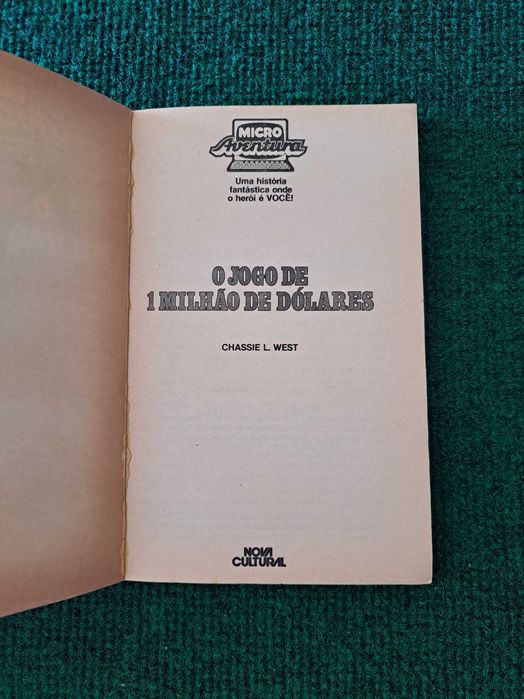 MICRO
Aventura
Uma história
fantástica onde
o herói é VOCÊ!
O JOGO DE
1 MILHÃO DE DÓLARES
CHASSIE L. WEST
NOVA
CULTURAL